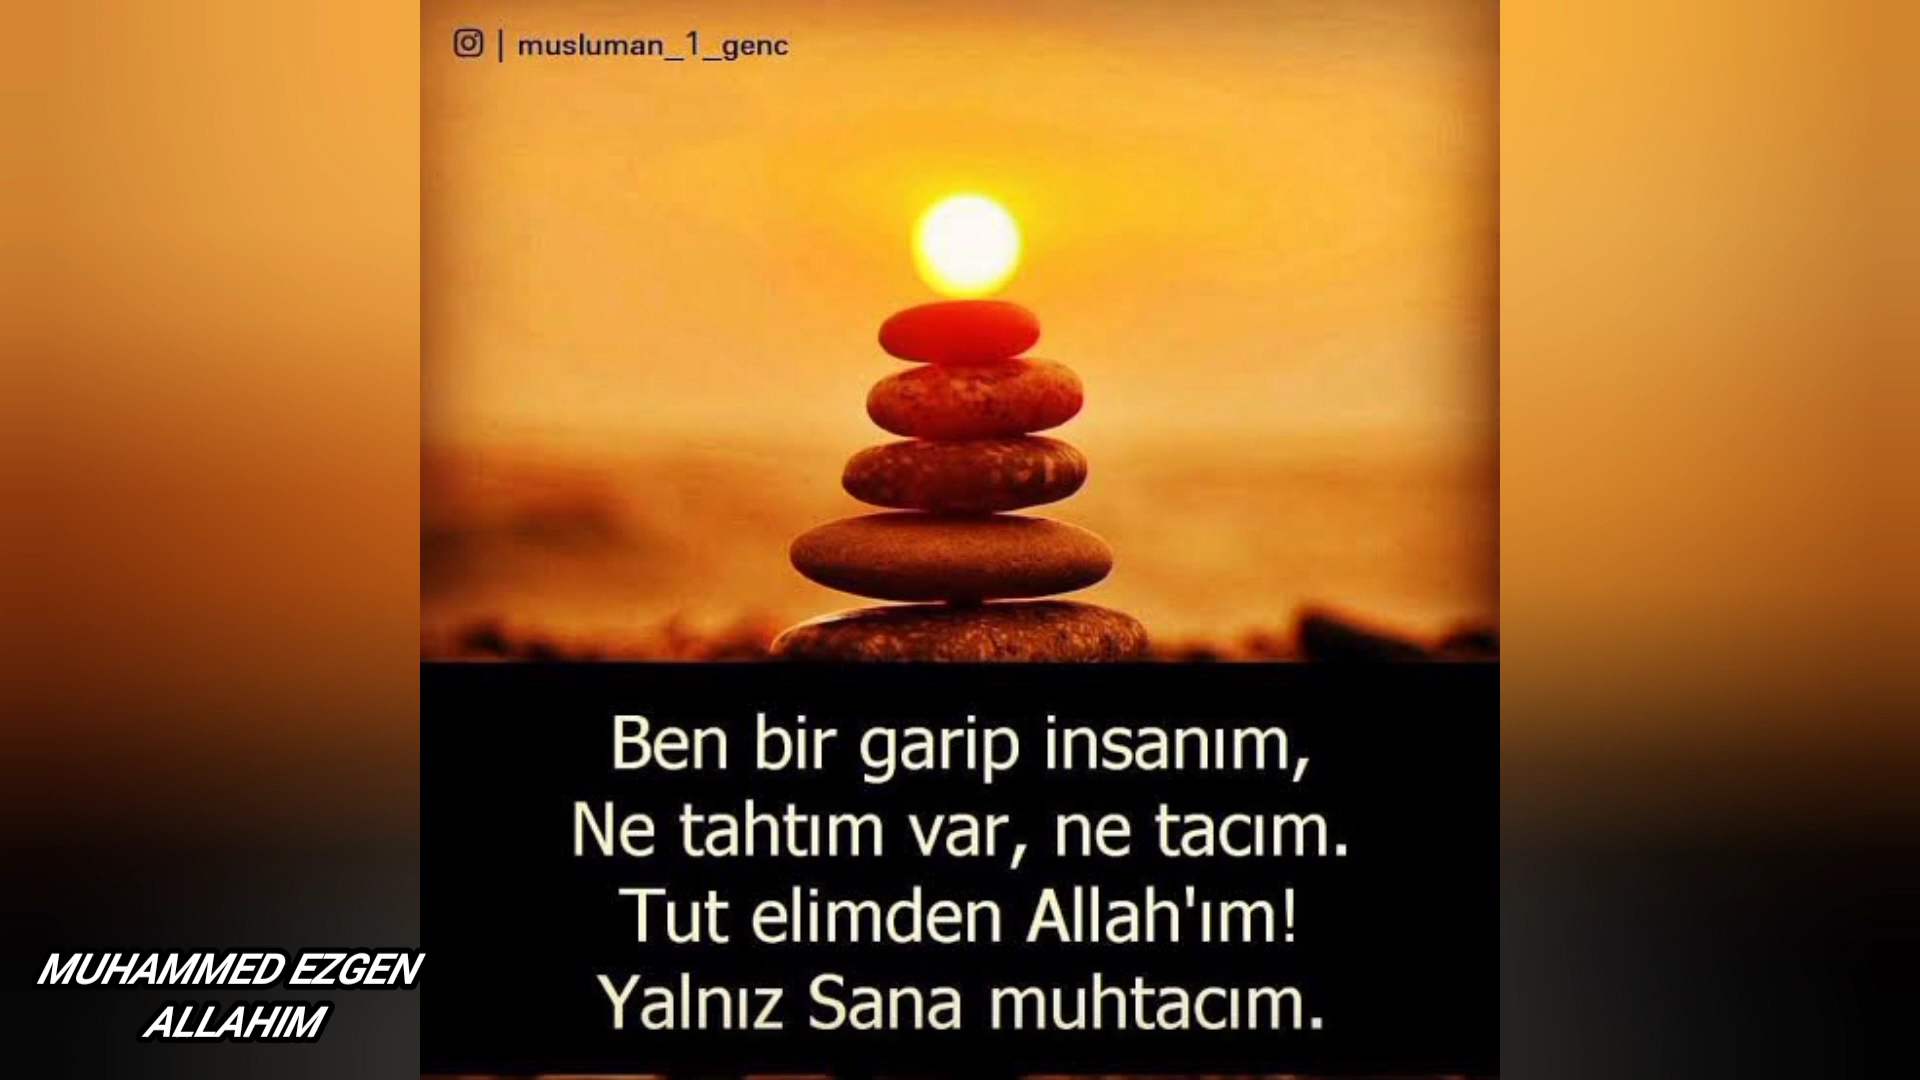 | musluman_1_genc
Ben bir garip insanım,
Ne tahtım var, ne tacım.
Tut elimden Allah'ım!
Yalnız Sana muhtacım.
MUHAMMED EZGEN
ALLAHIM